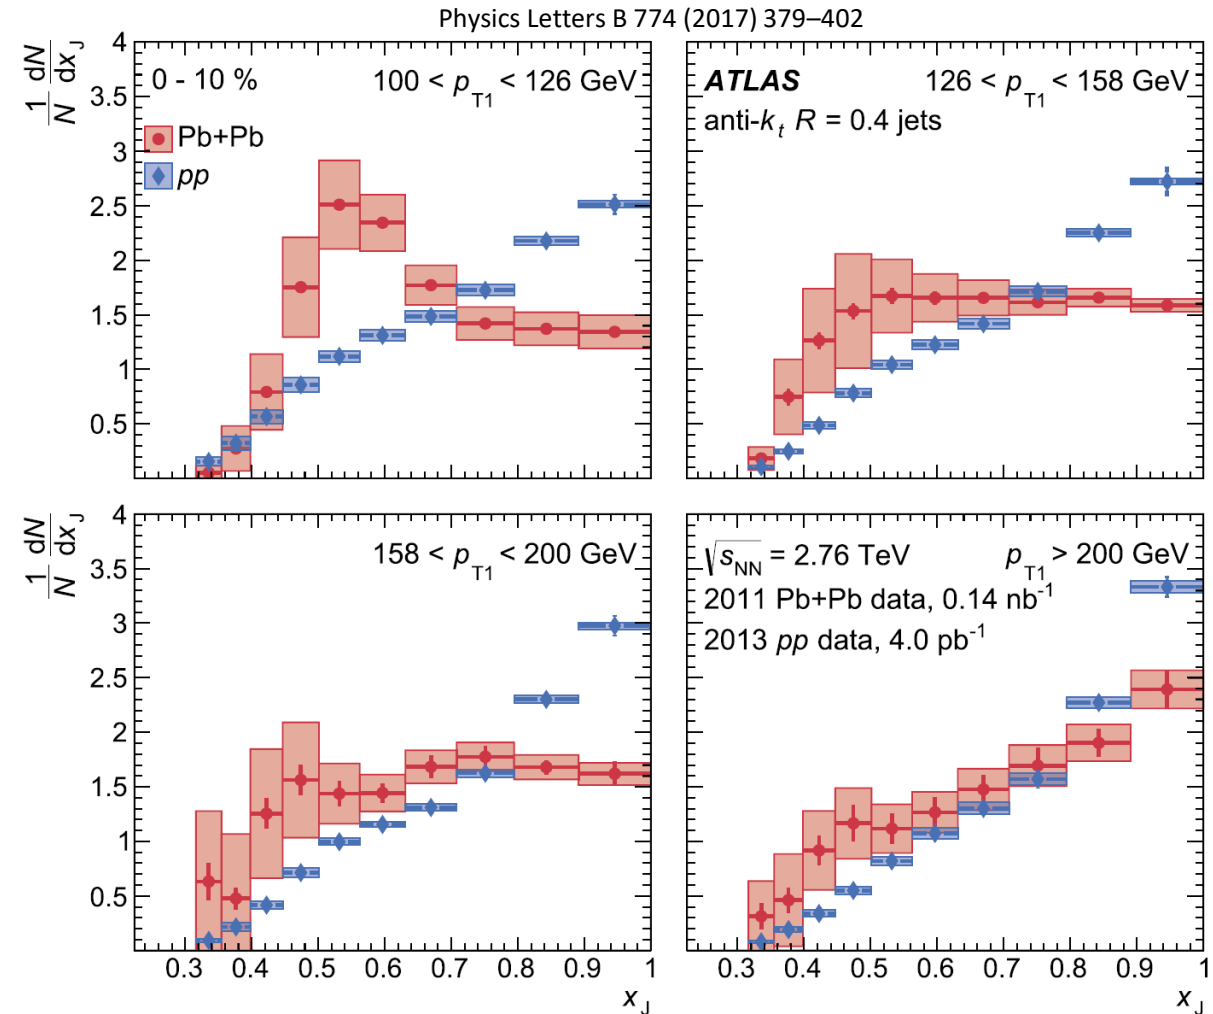 Physics Letters B 774 (2017) 379–402
1/N dN/dx_J
4
3.5
3
2.5
2
1.5
1
0.5
0 - 10 %
100 < p_T1 < 126 GeV
Pb+Pb
pp
ATLAS
126 < p_T1 < 158 GeV
anti-k_t R = 0.4 jets
1/N dN/dx_J
4
3.5
3
2.5
2
1.5
1
0.5
158 < p_T1 < 200 GeV
√s_NN = 2.76 TeV
p_T1 > 200 GeV
2011 Pb+Pb data, 0.14 nb⁻¹
2013 pp data, 4.0 pb⁻¹
0.3 0.4 0.5 0.6 0.7 0.8 0.9 1
x_J
0.3 0.4 0.5 0.6 0.7 0.8 0.9 1
x_J